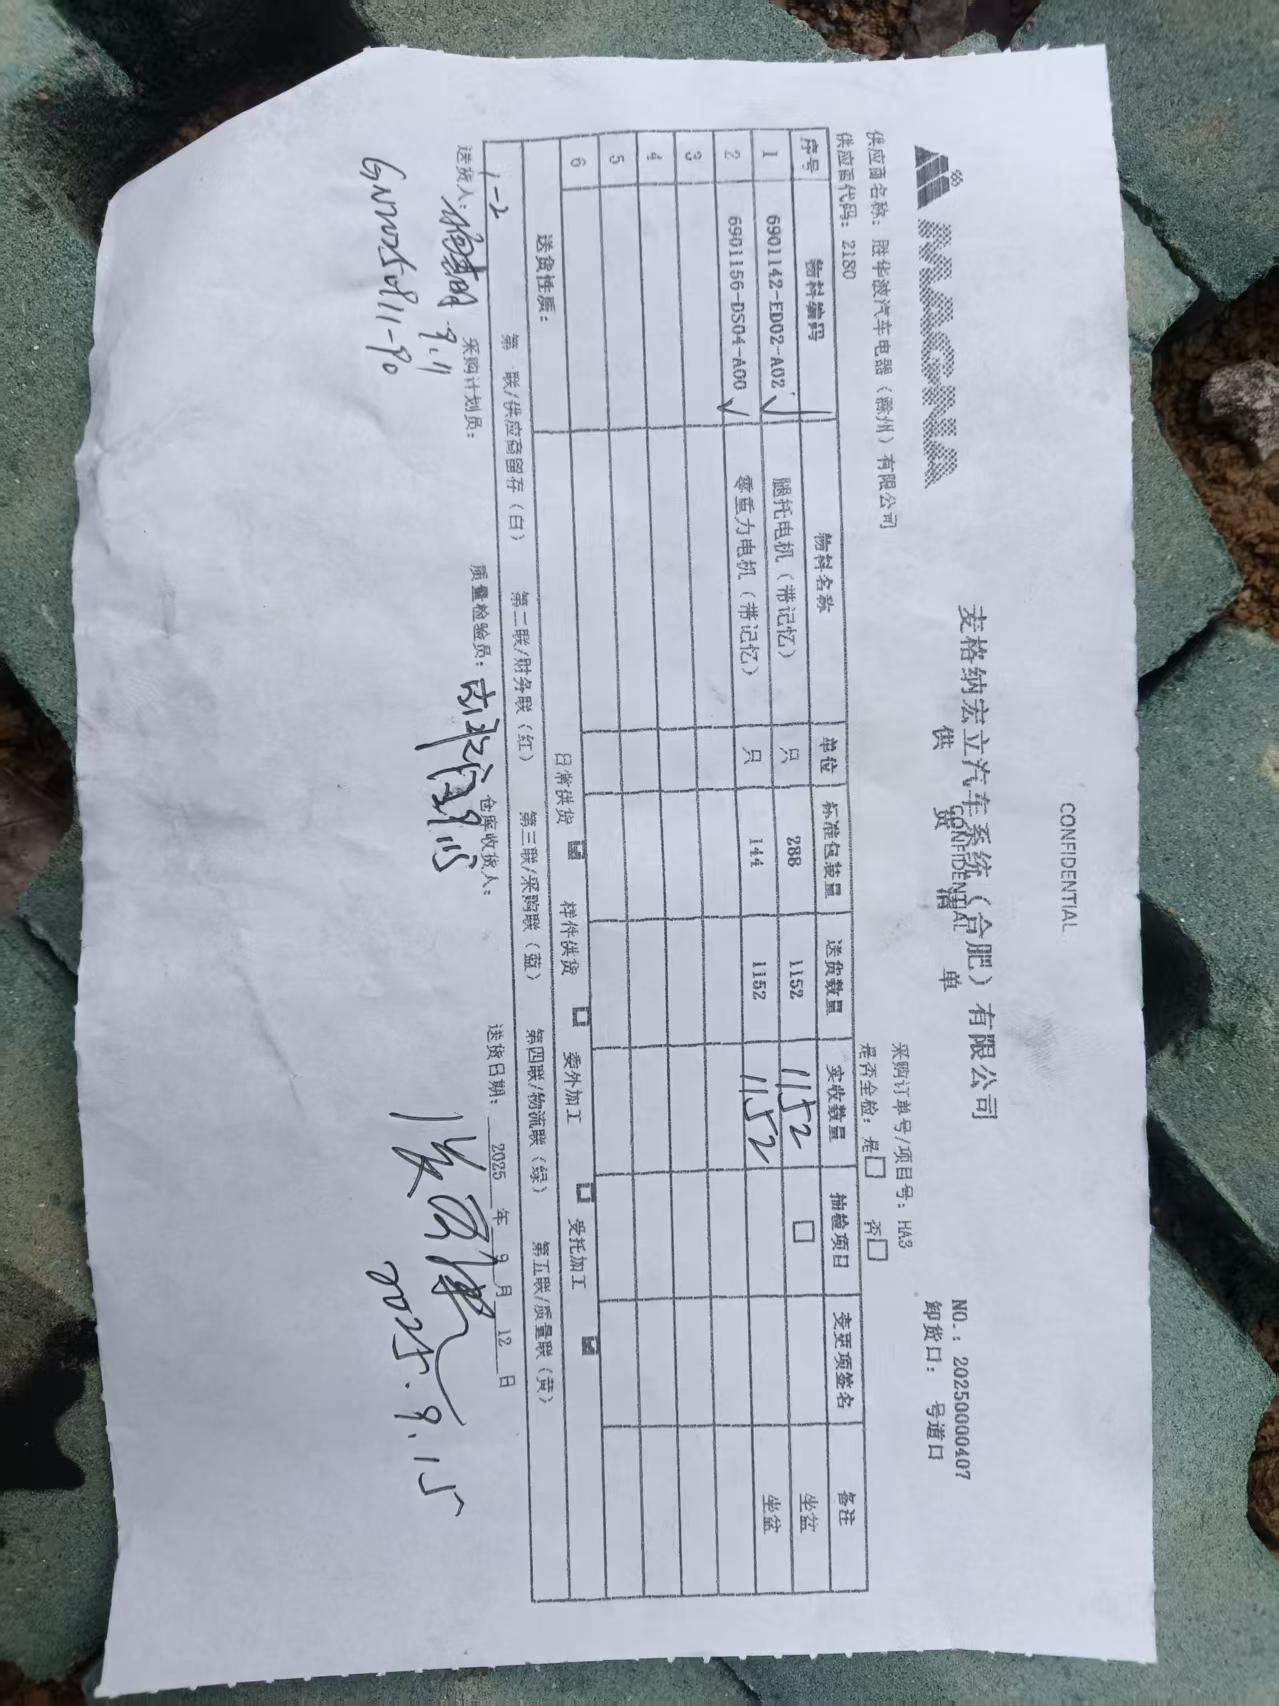 CONFIDENTIAL
MAGNA
麦格纳宏立汽车系统（合肥）有限公司
CONFIDENTIAL
供 货 清 单
NO.：20250000407
卸货口： 号道口
供应商名称：胜华波汽车电器（滁州）有限公司
采购订单号/项目号：HA3
供应商代码：2180
是否全检：是□ 否□
序号 物料编码 物料名称 单位 标准包装量 送货数量 实收数量 抽检项目 变更项签名 备注
1 6901142-ED02-A02 ✓ 腿托电机（带记忆） 只 288 1152 1152 □ 坐盆
2 6901156-DS04-A00 ✓ 零重力电机（带记忆） 只 144 1152 1152 坐盆
3
4
5
6
送货性质： 日常供货 ☑ 样件供货 □ 委外加工 □ 受托加工 ☑
1-2
第 联/供应商留存（白） 第二联/财务联（红） 第三联/采购联（蓝） 第四联/物流联（绿） 第五联/质量联（黄）
送货人： 9.11 采购计划员： 质量检验员： 仓库收货人： 送货日期： 2025 年 9 月 12 日
GN20250911-90
2025.9.15